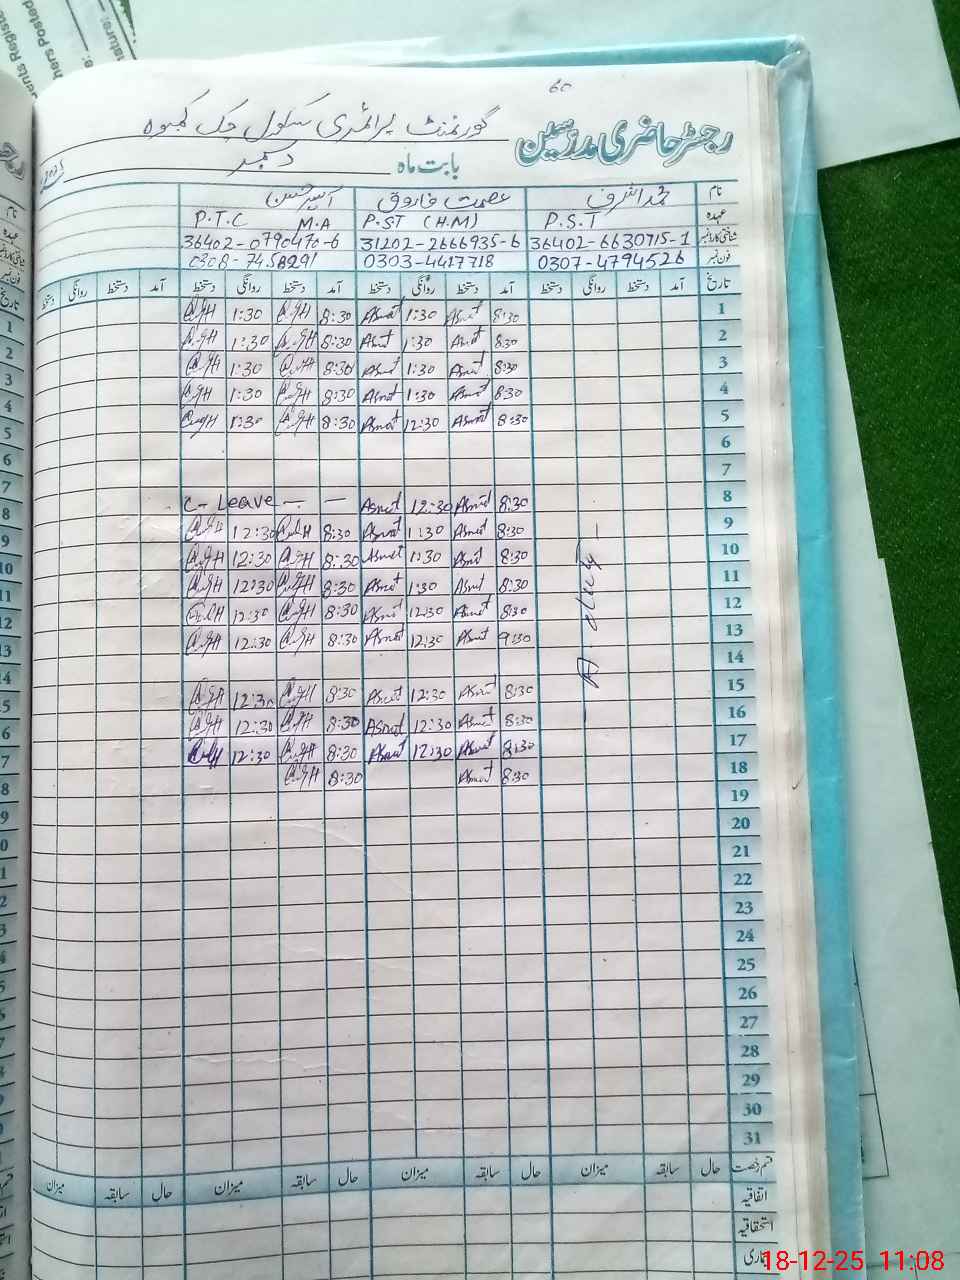 60
رجسٹر حاضری مدرسین
گورنمنٹ پرائمری سکول چک کمبوہ
بابت ماہ دسمبر 2025
نام محمد اشرف عصمت فاروق
عہدہ P.S.T P.ST (H.M) P.T.C M.A
شناختی کارڈ نمبر 36402-6630715-1 31202-2666935-6 36402-0790470-6
فون نمبر 0307-4794526 0303-4417718 0308-7458291
تاریخ آمد دستخط روانگی دستخط آمد دستخط روانگی دستخط آمد دستخط روانگی دستخط آمد دستخط روانگی دستخط
1 8:30 Asmat 1:30 Asmat 8:30 1:30
2 8:30 Asmat 1:30 Asmat 8:30 1:30
3 8:30 Asmat 1:30 Asmat 8:30 1:30
4 8:30 Asmat 1:30 Asmat 8:30 1:30
5 8:30 Asmat 12:30 Asmat 8:30 1:30
6
7
8 8:30 Asmat 12:30 Asmat C- Leave - -
9 8:30 Asmat 1:30 Asmat 8:30 12:30
10 8:30 Asmat 1:30 Asmat 8:30 12:30
11 8:30 Asmat 1:30 Asmat 8:30 12:30
12 8:30 Asmat 12:30 Asmat 8:30 12:30
13 9:30 Asmat 12:30 Asmat 8:30 12:30
14
15 8:30 Asmat 12:30 Asmat 8:30 12:30
16 8:30 Asmat 12:30 Asmat 8:30 12:30
17 8:30 Asmat 12:30 Asmat 8:30 12:30
18 8:30 Asmat 8:30
19
20
21
22
23
24
25
26
27
28
29
30
31
- A. duty -
قسم رخصت حال سابقہ میزان حال سابقہ میزان حال سابقہ میزان حال سابقہ میزان
اتفاقیہ
استحقاقیہ
بیماری
18-12-25 11:08